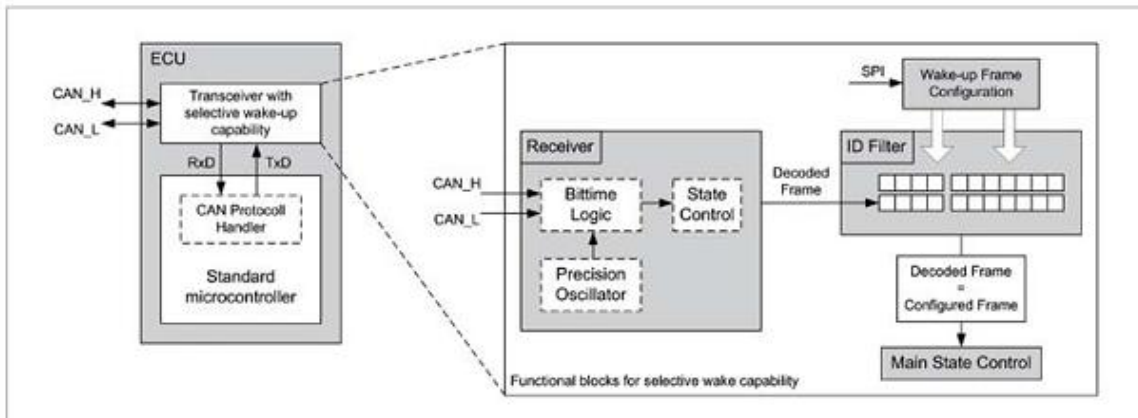 ECU
CAN_H
CAN_L
Transceiver with
selective wake-up
capability
RxD
TxD
CAN Protocoll
Handler
Standard
microcontroller
SPI
Wake-up Frame
Configuration
Receiver
CAN_H
CAN_L
Bittime
Logic
State
Control
Precision
Oscillator
Decoded
Frame
ID Filter
Decoded Frame
=
Configured Frame
Main State Control
Functional blocks for selective wake capability